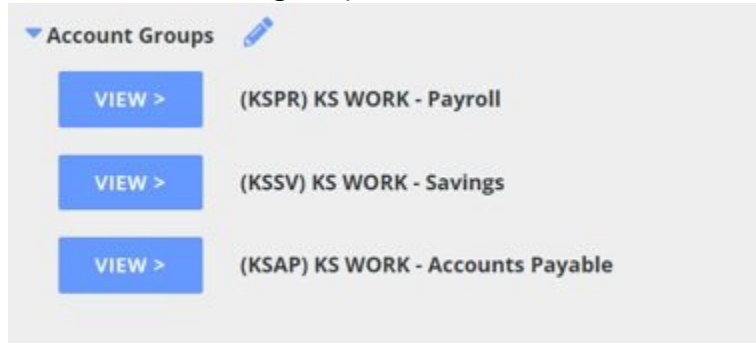 Account Groups
VIEW > (KSPR) KS WORK - Payroll
VIEW > (KSSV) KS WORK - Savings
VIEW > (KSAP) KS WORK - Accounts Payable